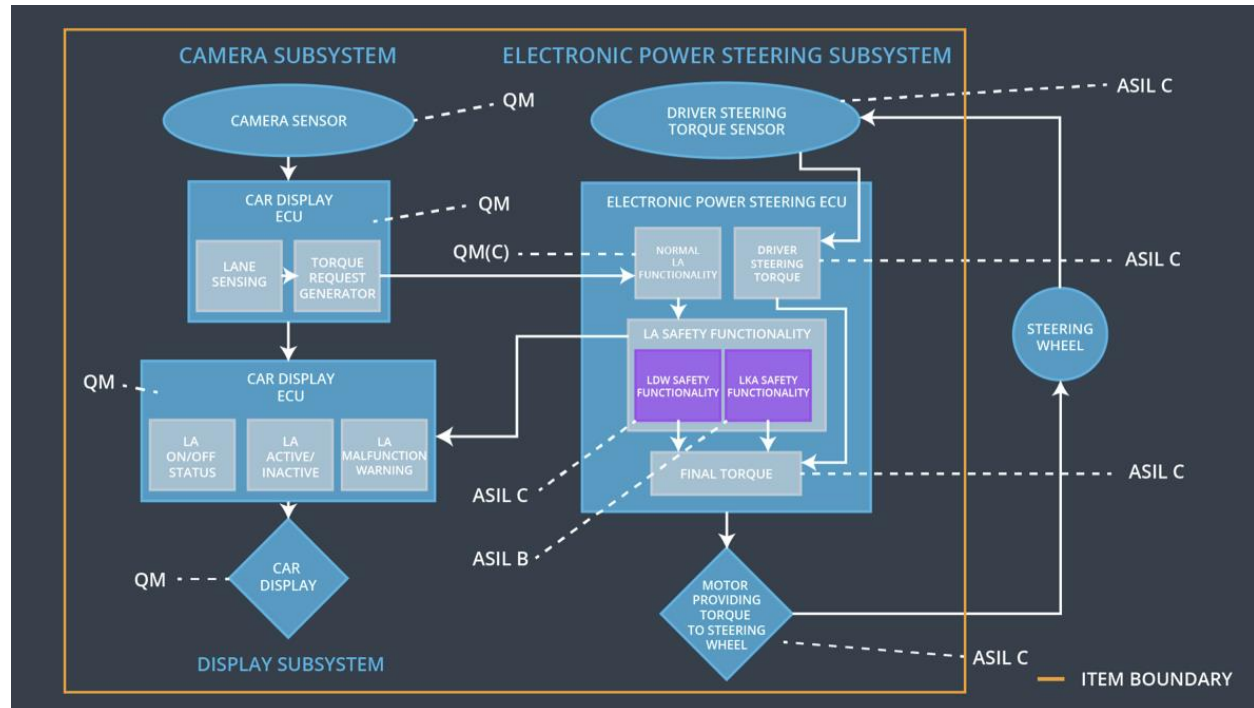 CAMERA SUBSYSTEM
ELECTRONIC POWER STEERING SUBSYSTEM
CAMERA SENSOR
QM
DRIVER STEERING
TORQUE SENSOR
ASIL C
CAR DISPLAY
ECU
QM
LANE
SENSING
TORQUE
REQUEST
GENERATOR
QM(C)
ELECTRONIC POWER STEERING ECU
NORMAL
LA
FUNCTIONALITY
DRIVER
STEERING
TORQUE
ASIL C
STEERING
WHEEL
LA SAFETY FUNCTIONALITY
LDW SAFETY
FUNCTIONALITY
LKA SAFETY
FUNCTIONALITY
QM
CAR DISPLAY
ECU
LA
ON/OFF
STATUS
LA
ACTIVE/
INACTIVE
LA
MALFUNCTION
WARNING
FINAL TORQUE
ASIL C
ASIL C
ASIL B
QM
CAR
DISPLAY
MOTOR
PROVIDING
TORQUE
TO STEERING
WHEEL
ASIL C
DISPLAY SUBSYSTEM
ITEM BOUNDARY